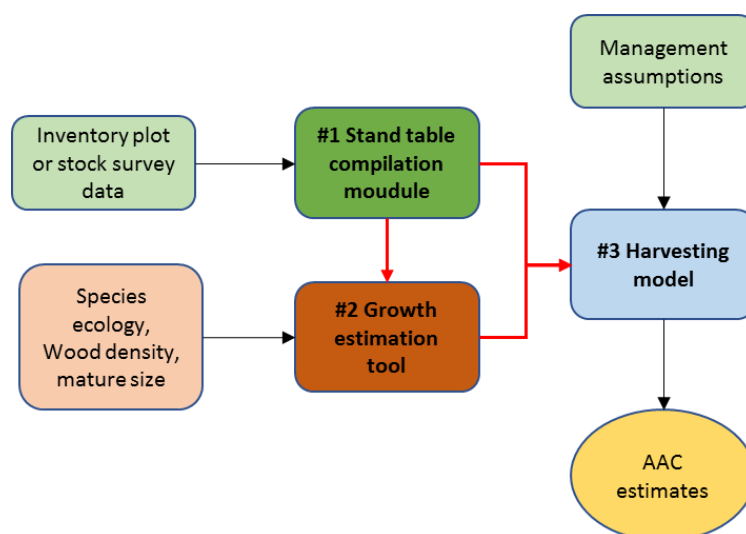 Management
assumptions
Inventory plot
or stock survey
data
#1 Stand table
compilation
moudule
#3 Harvesting
model
Species
ecology,
Wood density,
mature size
#2 Growth
estimation
tool
AAC
estimates